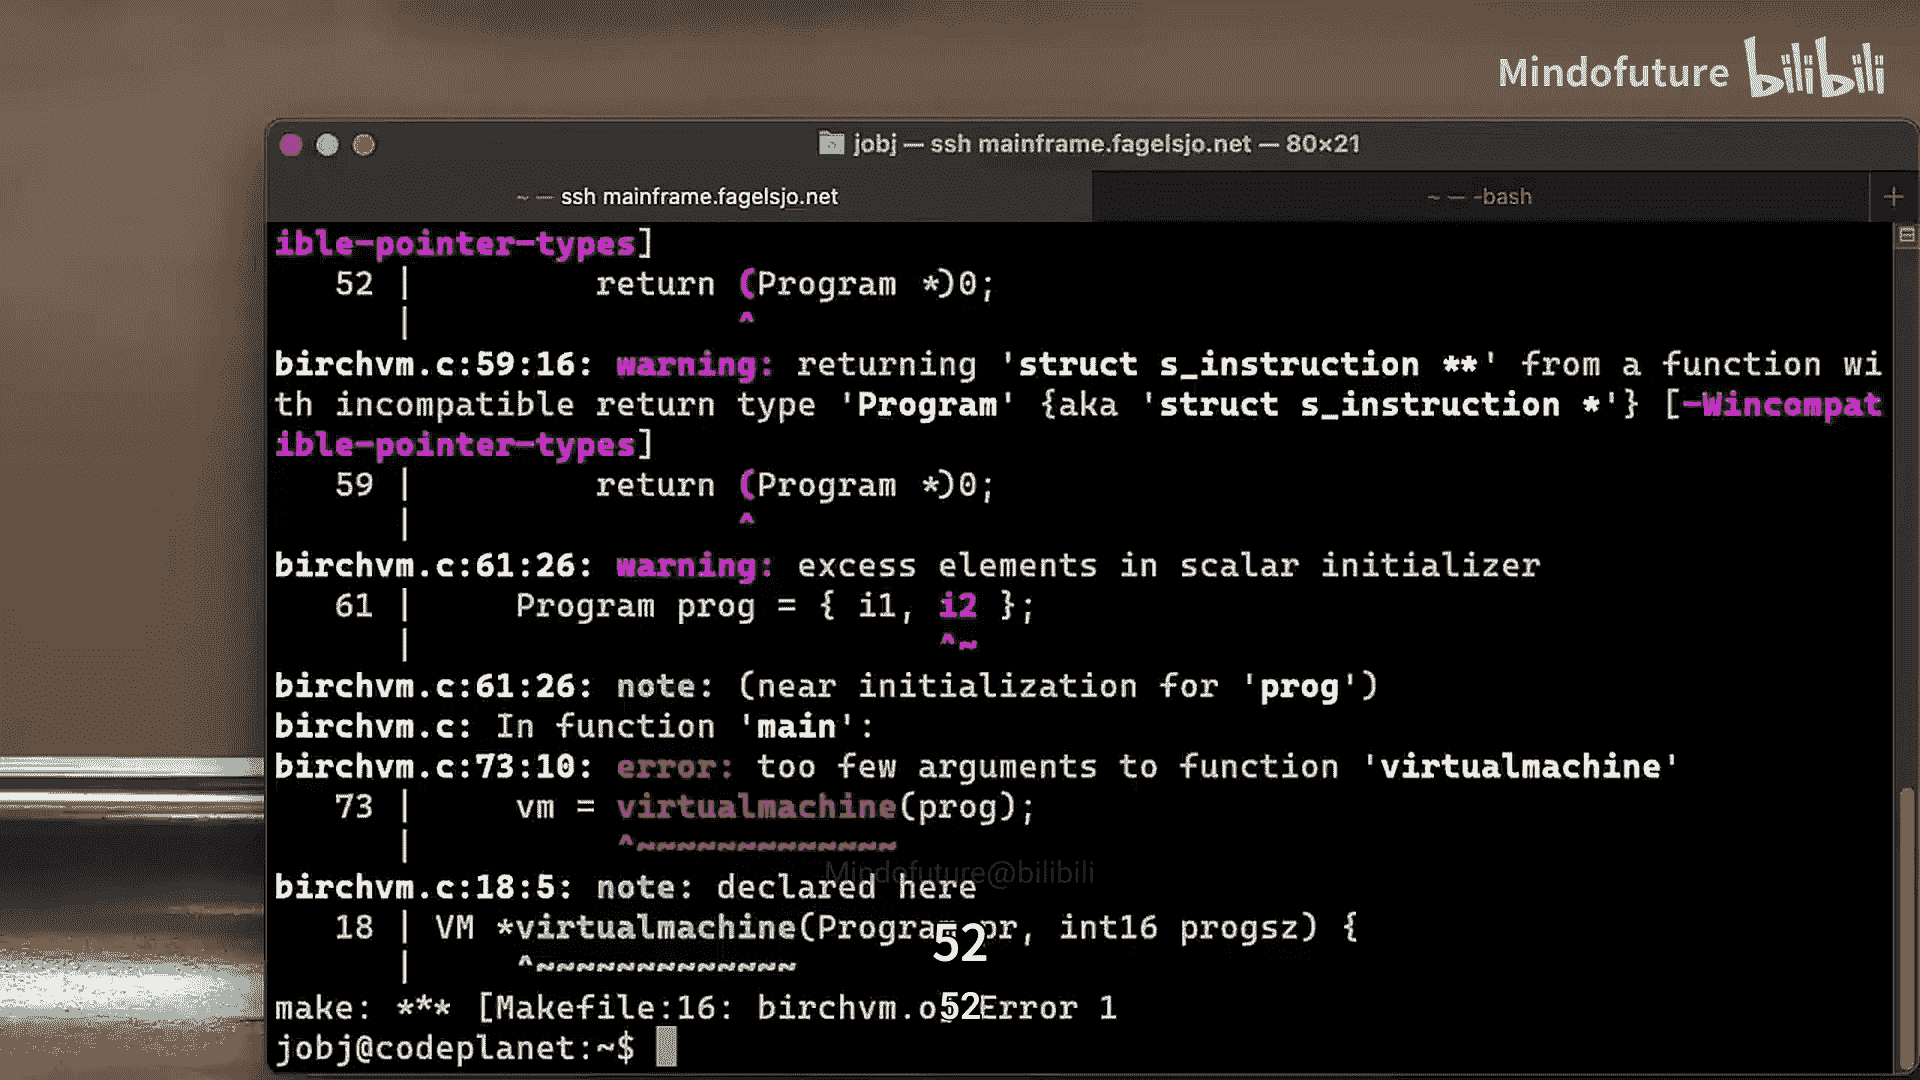 Mindofuture bilibili
jobj — ssh mainframe.fagelsjo.net — 80×21
~ — ssh mainframe.fagelsjo.net
~ — -bash
+
ible-pointer-types]
52 | return (Program *)0;
| ^
birchvm.c:59:16: warning: returning 'struct s_instruction **' from a function wi
th incompatible return type 'Program' {aka 'struct s_instruction *'} [-Wincompat
ible-pointer-types]
59 | return (Program *)0;
| ^
birchvm.c:61:26: warning: excess elements in scalar initializer
61 | Program prog = { i1, i2 };
| ^~
birchvm.c:61:26: note: (near initialization for 'prog')
birchvm.c: In function 'main':
birchvm.c:73:10: error: too few arguments to function 'virtualmachine'
73 | vm = virtualmachine(prog);
| ^~~~~~~~~~~~~~
Mindofuture@bilibili
birchvm.c:18:5: note: declared here
18 | VM *virtualmachine(Program pr, int16 progsz) {
52
| ^~~~~~~~~~~~~~
make: *** [Makefile:16: birchvm.o] Error 1
52
jobj@codeplanet:~$